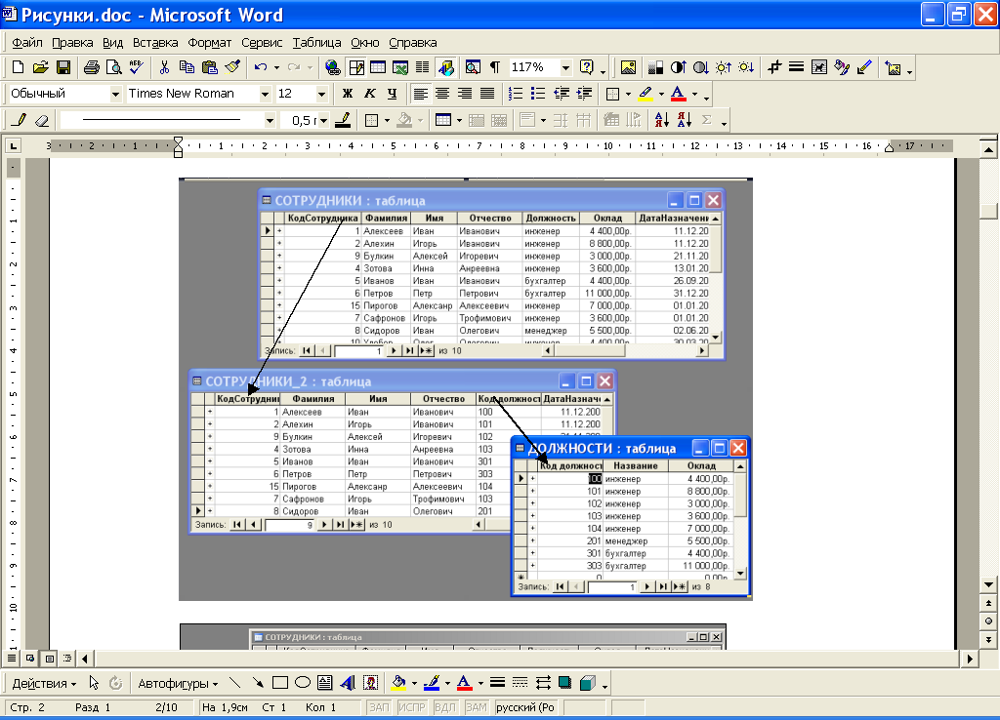 Рисунки.doc - Microsoft Word
Файл Правка Вид Вставка Формат Сервис Таблица Окно Справка
117%
Обычный Times New Roman 12 Ж К Ч
0,5 г
3 2 1 1 2 3 4 5 6 7 8 9 10 11 12 13 14 15 16 17
СОТРУДНИКИ : таблица
КодСотрудника Фамилия Имя Отчество Должность Оклад ДатаНазначени
1 Алексеев Иван Иванович инженер 4 400,00р. 11.12.20
2 Алехин Игорь Иванович инженер 8 800,00р. 11.12.20
9 Булкин Алексей Игоревич инженер 3 000,00р. 21.11.20
4 Зотова Инна Анреевна инженер 3 600,00р. 13.01.20
5 Иванов Иван Иванович бухгалтер 4 400,00р. 26.09.20
6 Петров Петр Петрович бухгалтер 11 000,00р. 31.12.20
15 Пирогов Александр Алексеевич инженер 7 000,00р. 01.01.20
7 Сафронов Игорь Трофимович инженер 3 600,00р. 01.01.20
8 Сидоров Иван Олегович менеджер 5 500,00р. 02.06.20
Запись: 1 из 10
СОТРУДНИКИ_2 : таблица
КодСотрудни Фамилия Имя Отчество Код должност ДатаНазначе
1 Алексеев Иван Иванович 100 11.12.200
2 Алехин Игорь Иванович 101 11.12.200
9 Булкин Алексей Игоревич 102
4 Зотова Инна Анреевна 103
5 Иванов Иван Иванович 301
6 Петров Петр Петрович 303
15 Пирогов Александр Алексеевич 104
7 Сафронов Игорь Трофимович 103
8 Сидоров Иван Олегович 201
Запись: 9 из 10
ДОЛЖНОСТИ : таблица
Код должност Название Оклад
100 инженер 4 400,00р.
101 инженер 8 800,00р.
102 инженер 3 000,00р.
103 инженер 3 600,00р.
104 инженер 7 000,00р.
201 менеджер 5 500,00р.
301 бухгалтер 4 400,00р.
303 бухгалтер 11 000,00р.
0 0,00р.
Запись: 1 из 8
СОТРУДНИКИ : таблица
Действия Автофигуры
Стр. 2 Разд 1 2/10 На 1,9см Ст 1 Кол 1 ЗАП ИСПР ВДЛ ЗАМ русский (Ро